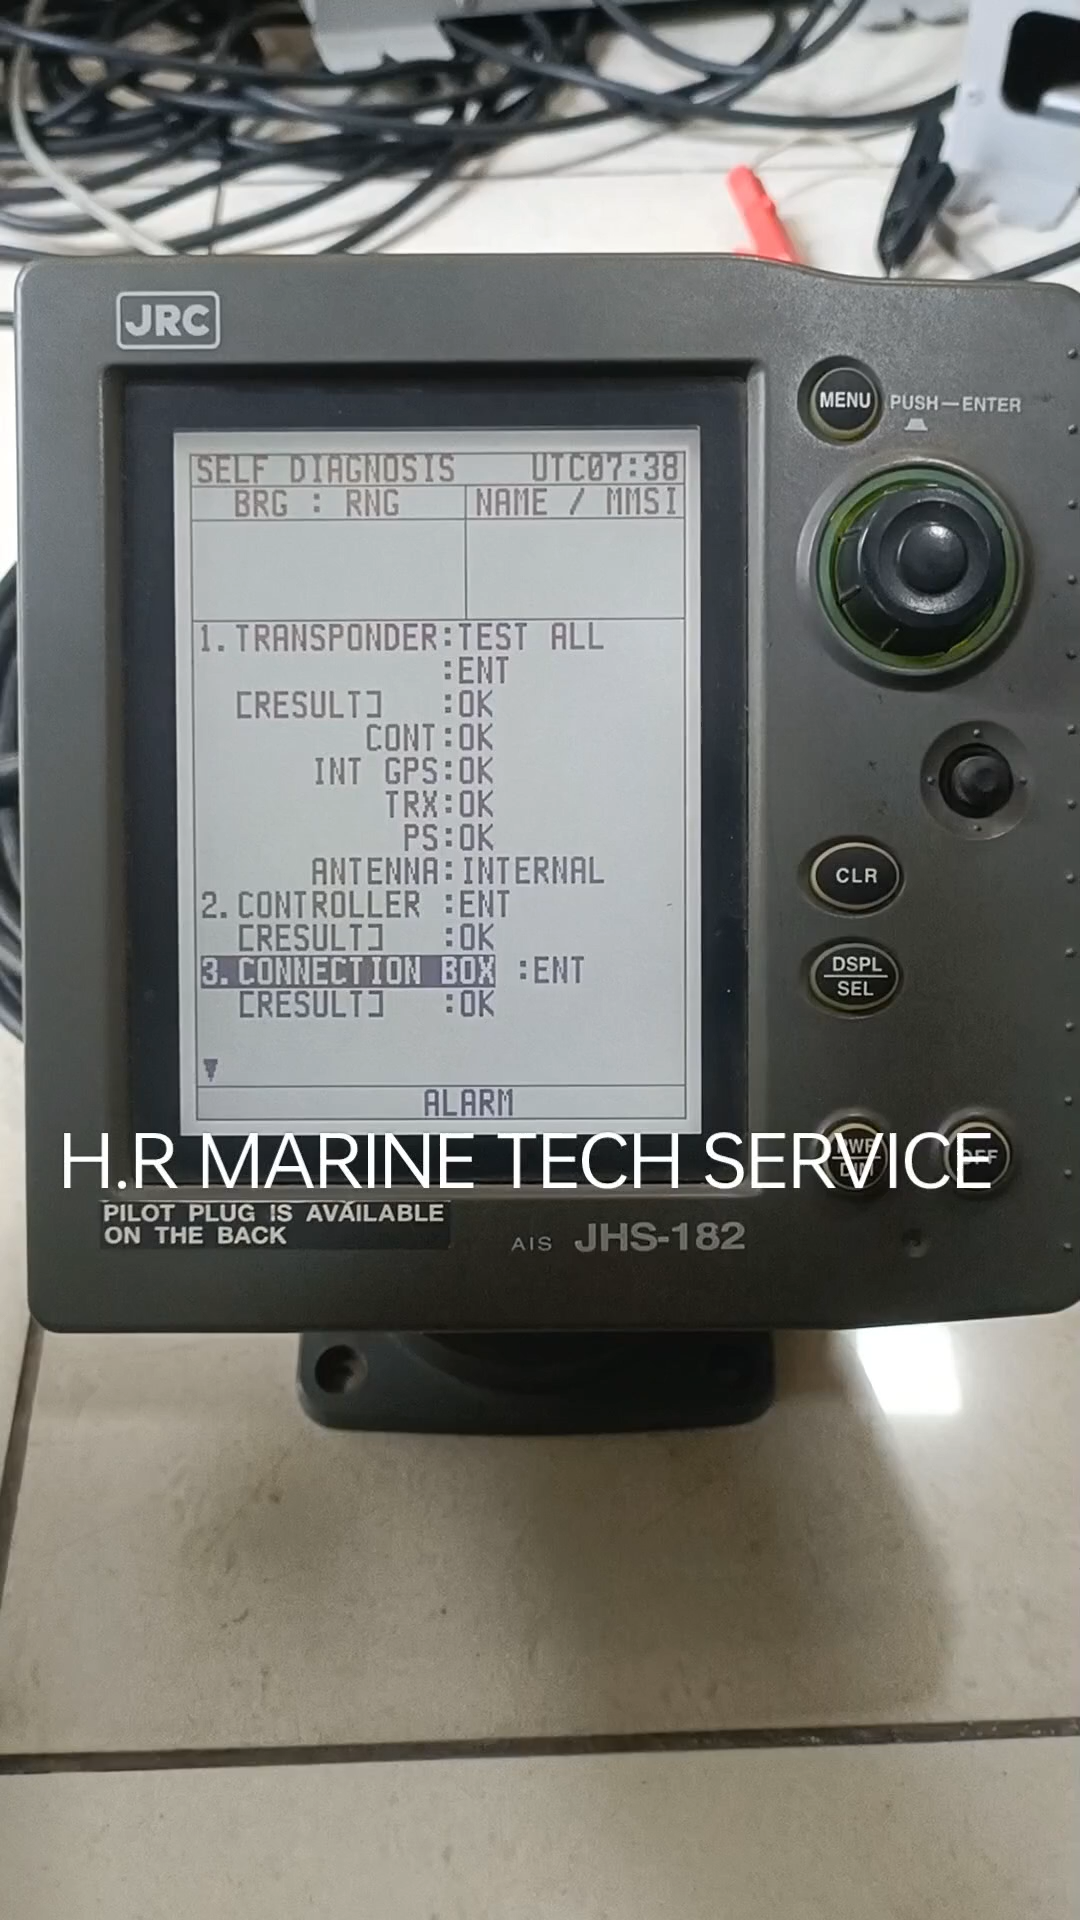 JRC
MENU
PUSH—ENTER
SELF DIAGNOSIS UTC07:38
BRG : RNG NAME / MMSI
1.TRANSPONDER:TEST ALL
:ENT
[RESULT] :OK
CONT:OK
INT GPS:OK
TRX:OK
PS:OK
ANTENNA:INTERNAL
2.CONTROLLER :ENT
[RESULT] :OK
3.CONNECTION BOX :ENT
[RESULT] :OK
▼
ALARM
CLR
DSPL
SEL
PWR
DIM
OFF
H.R MARINE TECH SERVICE
PILOT PLUG IS AVAILABLE
ON THE BACK
AIS JHS-182